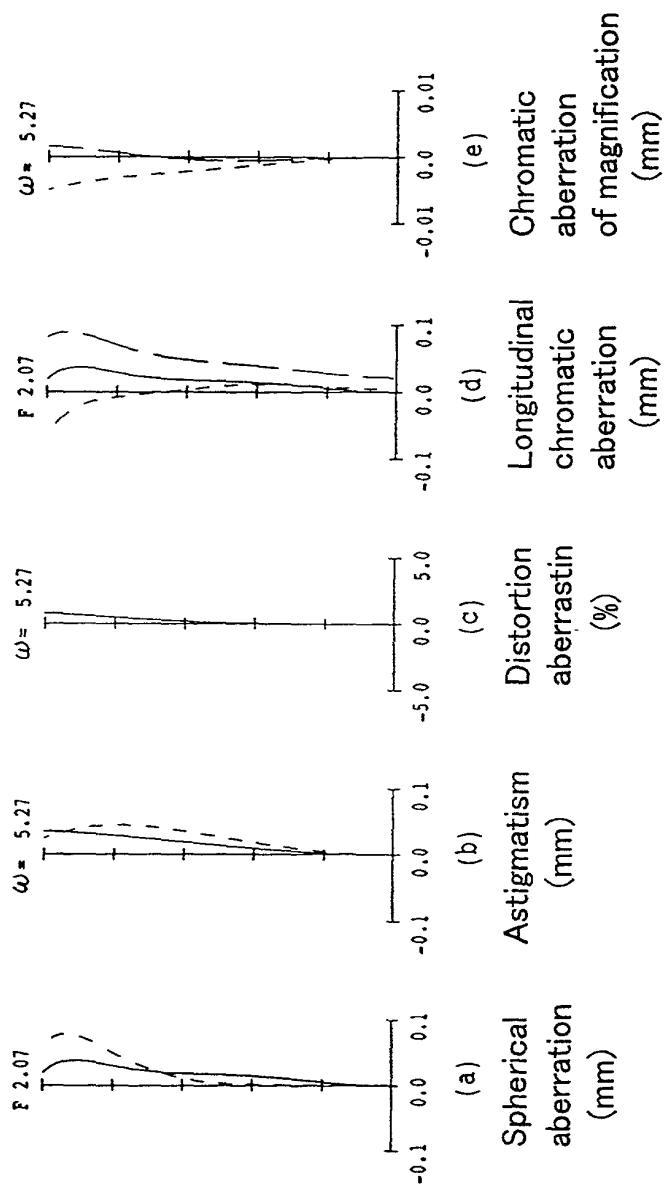 F 2.07
-0.1 0.0 0.1
(a)
Spherical
aberration
(mm)
ω= 5.27
-0.1 0.0 0.1
(b)
Astigmatism
(mm)
ω= 5.27
-5.0 0.0 5.0
(c)
Distortion
aberrastin
(%)
F 2.07
-0.1 0.0 0.1
(d)
Longitudinal
chromatic
aberration
(mm)
ω= 5.27
-0.01 0.0 0.01
(e)
Chromatic
aberration
of magnification
(mm)